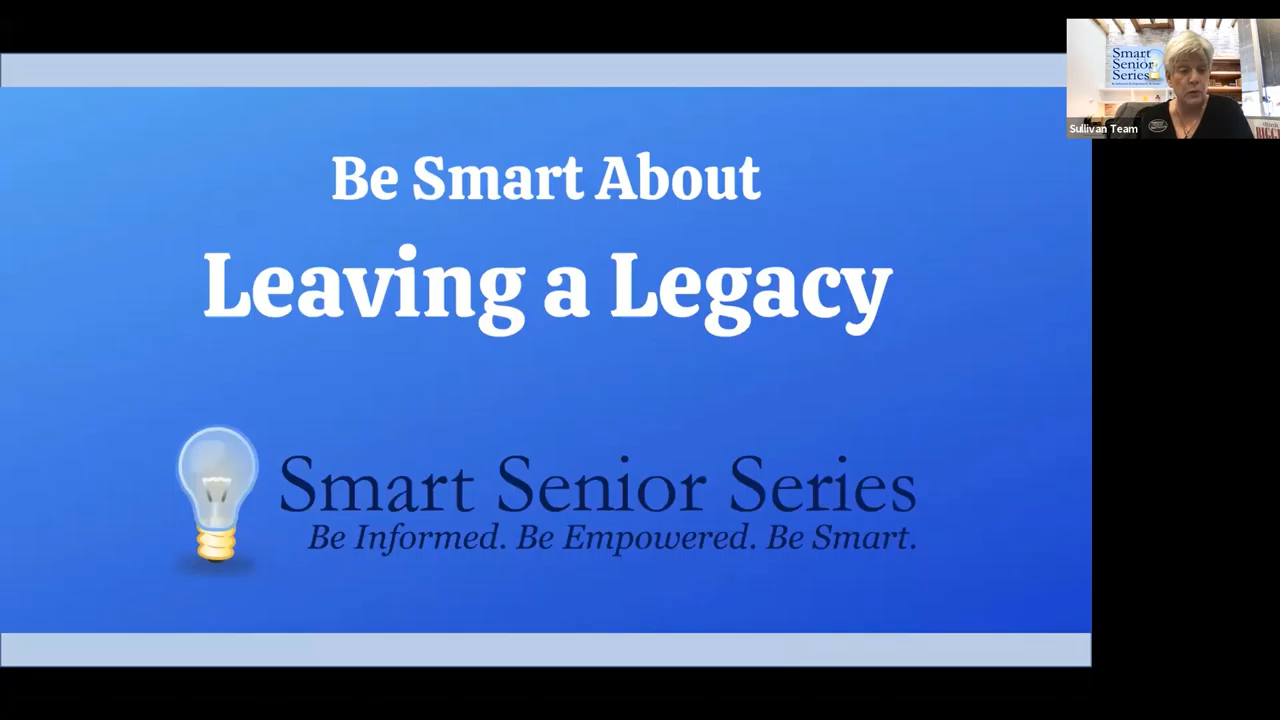 Be Smart About
Leaving a Legacy
Smart Senior Series
Be Informed. Be Empowered. Be Smart.
Smart
Senior
Series
Sullivan Team
think